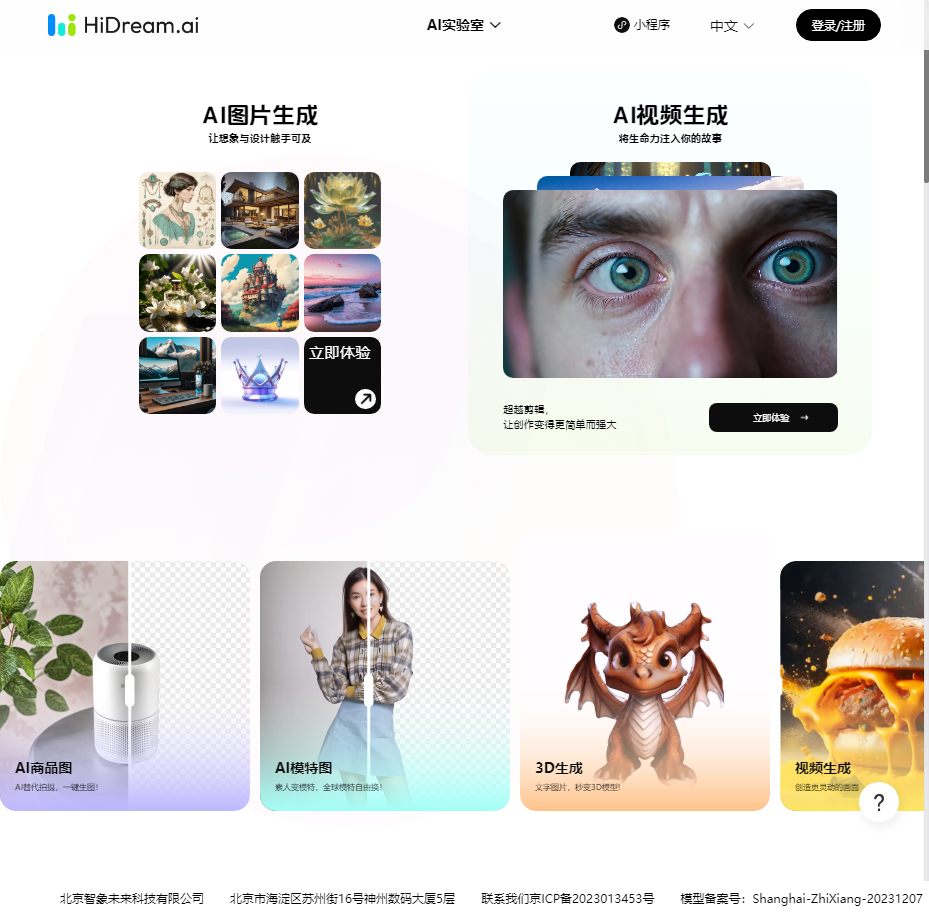 HiDream.ai
AI实验室
小程序
中文
登录/注册
AI图片生成
让想象与设计触手可及
立即体验
AI视频生成
将生命力注入你的故事
超越剪辑，
让创作变得更简单而强大
立即体验 →
AI商品图
AI替代拍摄，一键生图!
AI模特图
素人变模特，全球模特自由换!
3D生成
文字图片，秒变3D模型!
视频生成
创造更灵动的画面
?
北京智象未来科技有限公司
北京市海淀区苏州街16号神州数码大厦5层
联系我们京ICP备2023013453号
模型备案号：Shanghai-ZhiXiang-20231207